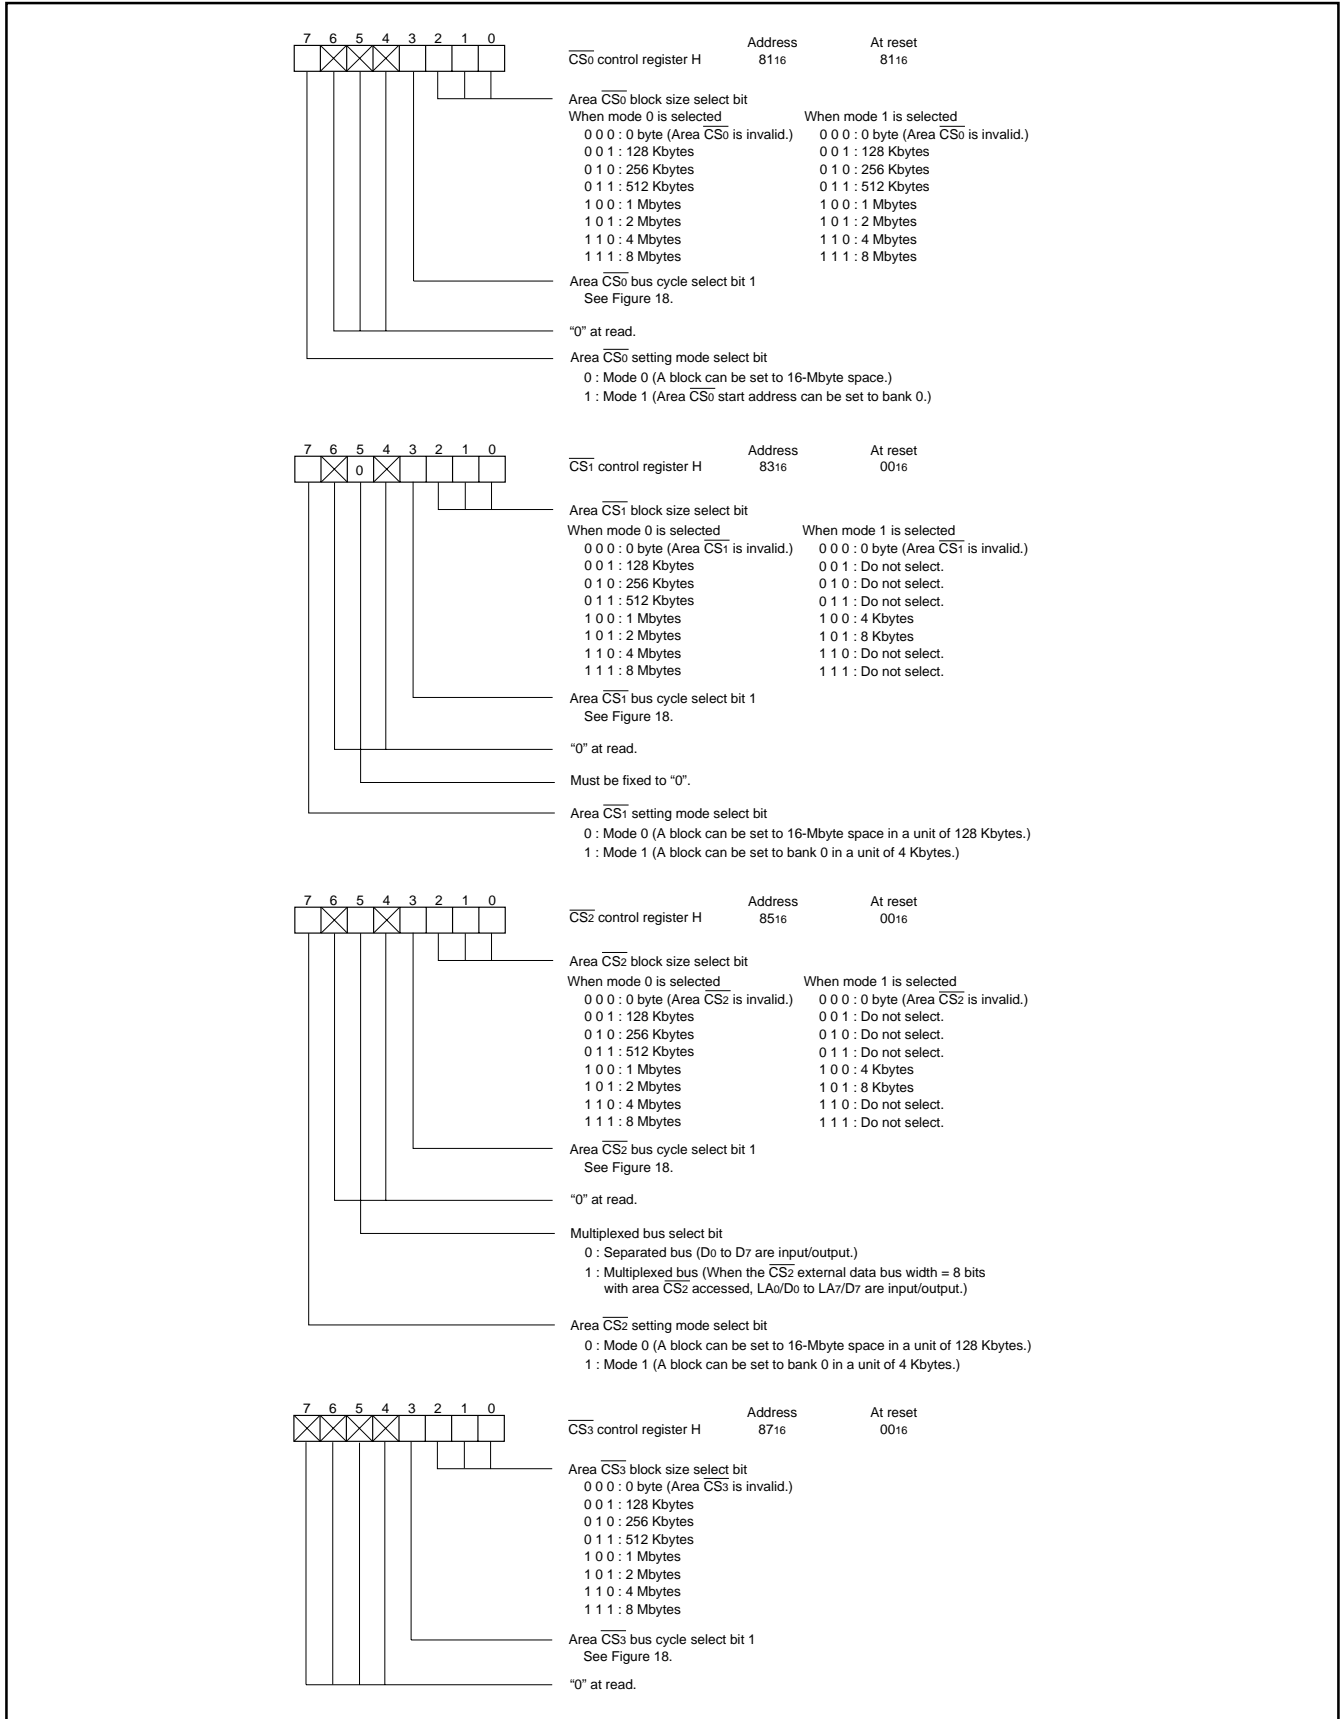 Address At reset
7 6 5 4 3 2 1 0
CS0 control register H 8116 8116
Area CS0 block size select bit
When mode 0 is selected When mode 1 is selected
0 0 0 : 0 byte (Area CS0 is invalid.) 0 0 0 : 0 byte (Area CS0 is invalid.)
0 0 1 : 128 Kbytes 0 0 1 : 128 Kbytes
0 1 0 : 256 Kbytes 0 1 0 : 256 Kbytes
0 1 1 : 512 Kbytes 0 1 1 : 512 Kbytes
1 0 0 : 1 Mbytes 1 0 0 : 1 Mbytes
1 0 1 : 2 Mbytes 1 0 1 : 2 Mbytes
1 1 0 : 4 Mbytes 1 1 0 : 4 Mbytes
1 1 1 : 8 Mbytes 1 1 1 : 8 Mbytes
Area CS0 bus cycle select bit 1
See Figure 18.
“0” at read.
Area CS0 setting mode select bit
0 : Mode 0 (A block can be set to 16-Mbyte space.)
1 : Mode 1 (Area CS0 start address can be set to bank 0.)
7 6 5 4 3 2 1 0 Address At reset
0 CS1 control register H 8316 0016
Area CS1 block size select bit
When mode 0 is selected When mode 1 is selected
0 0 0 : 0 byte (Area CS1 is invalid.) 0 0 0 : 0 byte (Area CS1 is invalid.)
0 0 1 : 128 Kbytes 0 0 1 : Do not select.
0 1 0 : 256 Kbytes 0 1 0 : Do not select.
0 1 1 : 512 Kbytes 0 1 1 : Do not select.
1 0 0 : 1 Mbytes 1 0 0 : 4 Kbytes
1 0 1 : 2 Mbytes 1 0 1 : 8 Kbytes
1 1 0 : 4 Mbytes 1 1 0 : Do not select.
1 1 1 : 8 Mbytes 1 1 1 : Do not select.
Area CS1 bus cycle select bit 1
See Figure 18.
“0” at read.
Must be fixed to “0”.
Area CS1 setting mode select bit
0 : Mode 0 (A block can be set to 16-Mbyte space in a unit of 128 Kbytes.)
1 : Mode 1 (A block can be set to bank 0 in a unit of 4 Kbytes.)
7 6 5 4 3 2 1 0 Address At reset
CS2 control register H 8516 0016
Area CS2 block size select bit
When mode 0 is selected When mode 1 is selected
0 0 0 : 0 byte (Area CS2 is invalid.) 0 0 0 : 0 byte (Area CS2 is invalid.)
0 0 1 : 128 Kbytes 0 0 1 : Do not select.
0 1 0 : 256 Kbytes 0 1 0 : Do not select.
0 1 1 : 512 Kbytes 0 1 1 : Do not select.
1 0 0 : 1 Mbytes 1 0 0 : 4 Kbytes
1 0 1 : 2 Mbytes 1 0 1 : 8 Kbytes
1 1 0 : 4 Mbytes 1 1 0 : Do not select.
1 1 1 : 8 Mbytes 1 1 1 : Do not select.
Area CS2 bus cycle select bit 1
See Figure 18.
“0” at read.
Multiplexed bus select bit
0 : Separated bus (D0 to D7 are input/output.)
1 : Multiplexed bus (When the CS2 external data bus width = 8 bits
with area CS2 accessed, LA0/D0 to LA7/D7 are input/output.)
Area CS2 setting mode select bit
0 : Mode 0 (A block can be set to 16-Mbyte space in a unit of 128 Kbytes.)
1 : Mode 1 (A block can be set to bank 0 in a unit of 4 Kbytes.)
7 6 5 4 3 2 1 0 Address At reset
CS3 control register H 8716 0016
Area CS3 block size select bit
0 0 0 : 0 byte (Area CS3 is invalid.)
0 0 1 : 128 Kbytes
0 1 0 : 256 Kbytes
0 1 1 : 512 Kbytes
1 0 0 : 1 Mbytes
1 0 1 : 2 Mbytes
1 1 0 : 4 Mbytes
1 1 1 : 8 Mbytes
Area CS3 bus cycle select bit 1
See Figure 18.
“0” at read.